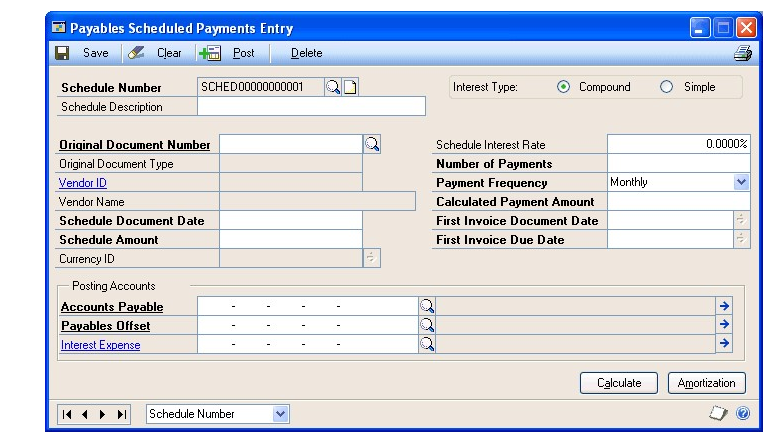 Payables Scheduled Payments Entry
Save Clear Post Delete
Schedule Number SCHED00000000001 Interest Type: Compound Simple
Schedule Description
Original Document Number Schedule Interest Rate 0.0000%
Original Document Type Number of Payments
Vendor ID Payment Frequency Monthly
Vendor Name Calculated Payment Amount
Schedule Document Date First Invoice Document Date
Schedule Amount First Invoice Due Date
Currency ID
Posting Accounts
Accounts Payable - - - -
Payables Offset - - - -
Interest Expense - - - -
Calculate Amortization
Schedule Number